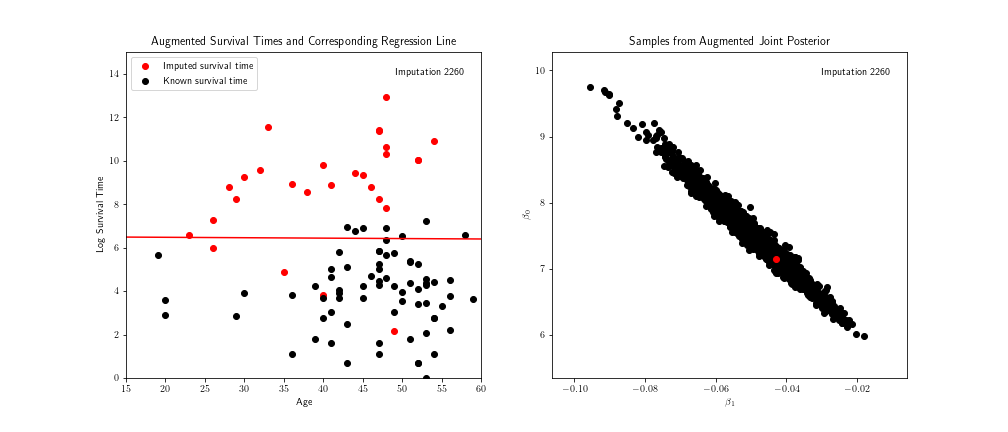 Augmented Survival Times and Corresponding Regression Line
Imputed survival time
Known survival time
Imputation 2260
14
12
10
8
6
4
2
0
Log Survival Time
15 20 25 30 35 40 45 50 55 60
Age
Samples from Augmented Joint Posterior
Imputation 2260
10
9
8
7
6
β0
−0.10 −0.08 −0.06 −0.04 −0.02
β1